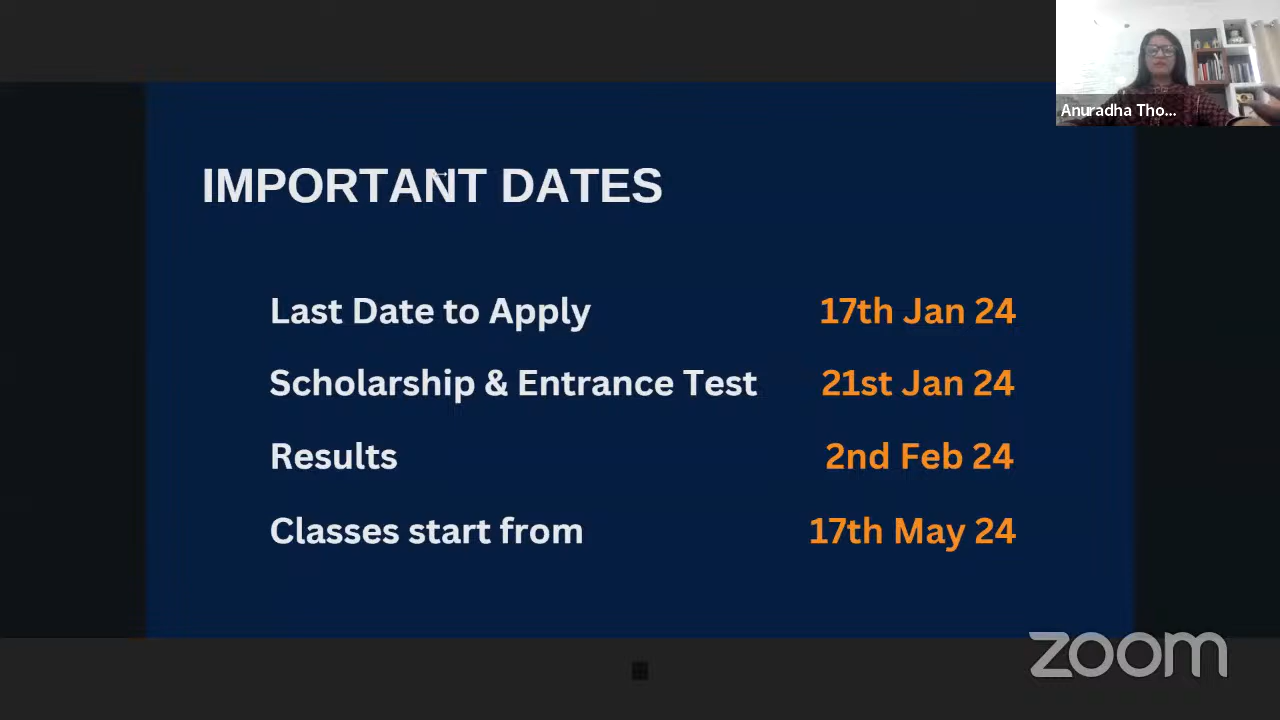 Anuradha Tho...
IMPORTANT DATES
Last Date to Apply 17th Jan 24
Scholarship & Entrance Test 21st Jan 24
Results 2nd Feb 24
Classes start from 17th May 24
zoom